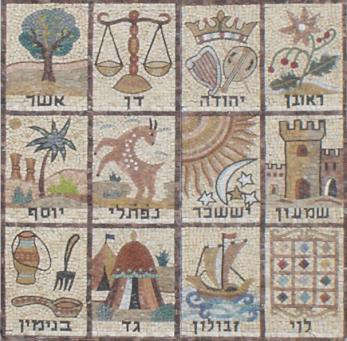 ראובן
יהודה
דן
אשר
שמעון
יששכר
נפתלי
יוסף
לוי
זבולון
גד
בנימין